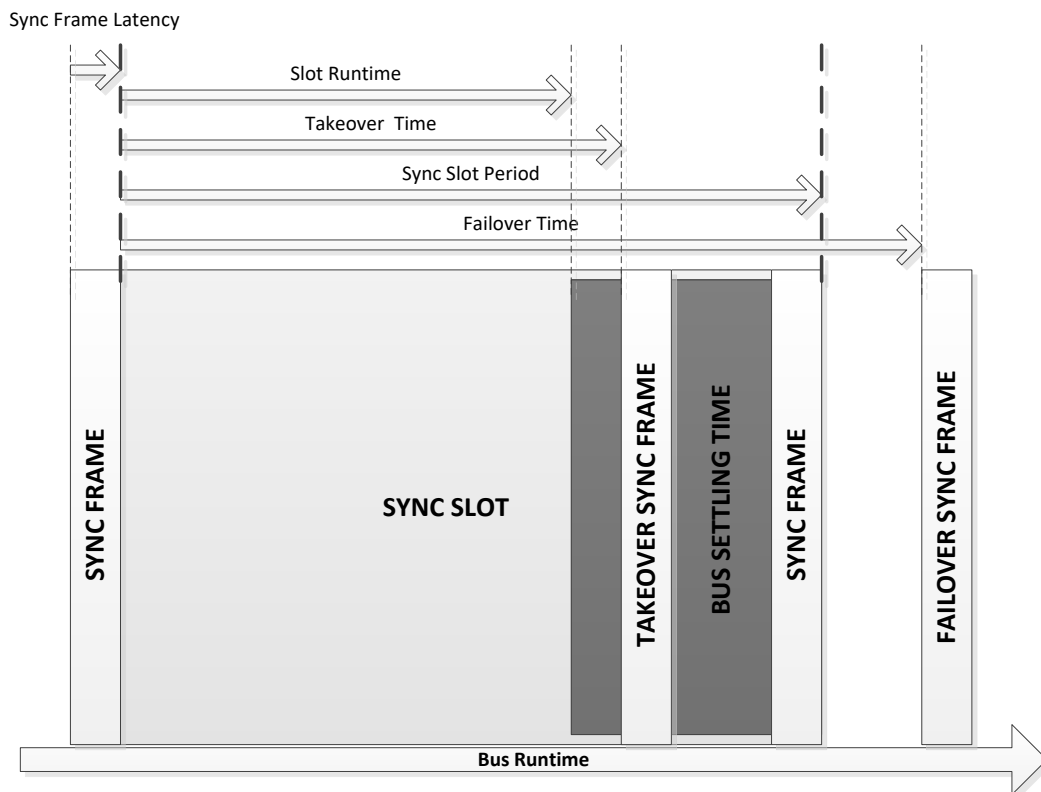 Sync Frame Latency
Slot Runtime
Takeover Time
Sync Slot Period
Failover Time
SYNC FRAME
SYNC SLOT
TAKEOVER SYNC FRAME
BUS SETTLING TIME
SYNC FRAME
FAILOVER SYNC FRAME
Bus Runtime